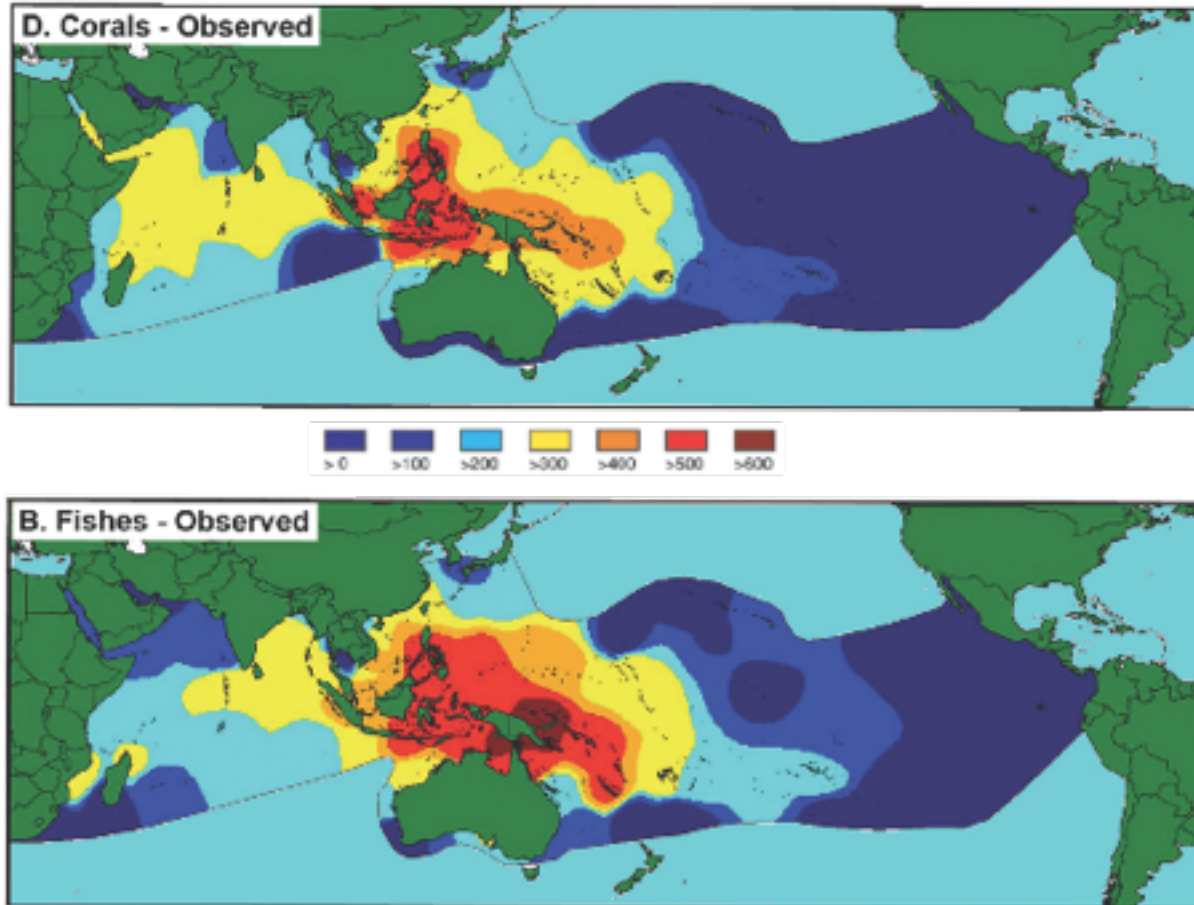 D. Corals - Observed
> 0 >100 >200 >300 >400 >500 >600
B. Fishes - Observed